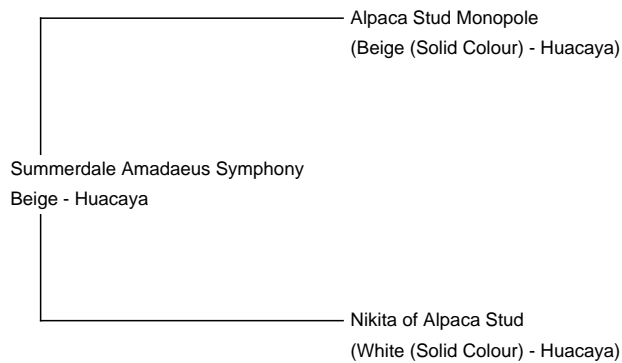 Alpaca Stud Monopole
(Beige (Solid Colour) - Huacaya)
Summerdale Amadaeus Symphony
Beige - Huacaya
Nikita of Alpaca Stud
(White (Solid Colour) - Huacaya)